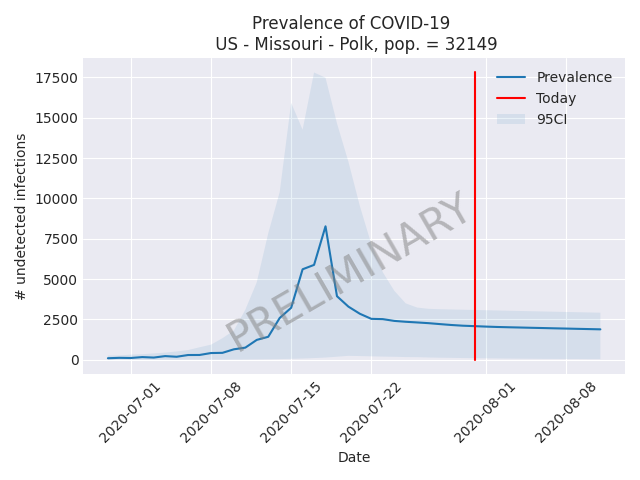 Prevalence of COVID-19
US - Missouri - Polk, pop. = 32149
17500
15000
12500
10000
7500
5000
2500
0
# undetected infections
Prevalence
Today
95CI
PRELIMINARY
2020-07-01
2020-07-08
2020-07-15
2020-07-22
2020-08-01
2020-08-08
Date